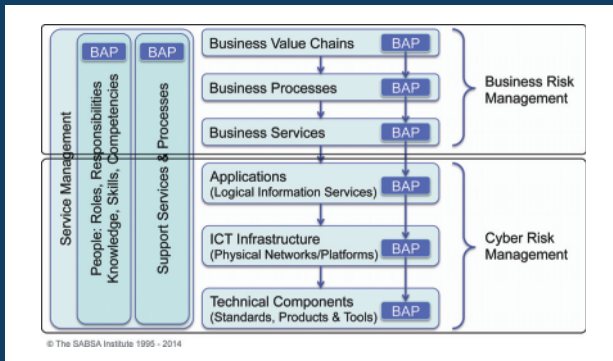 Service Management
BAP
People: Roles, Responsibilities
Knowledge, Skills, Competencies
BAP
Support Services & Processes
Business Value Chains
BAP
Business Processes
BAP
Business Services
BAP
Business Risk
Management
Applications
(Logical Information Services)
BAP
ICT Infrastructure
(Physical Networks/Platforms)
BAP
Technical Components
(Standards, Products & Tools)
BAP
Cyber Risk
Management
© The SABSA Institute 1995 - 2014